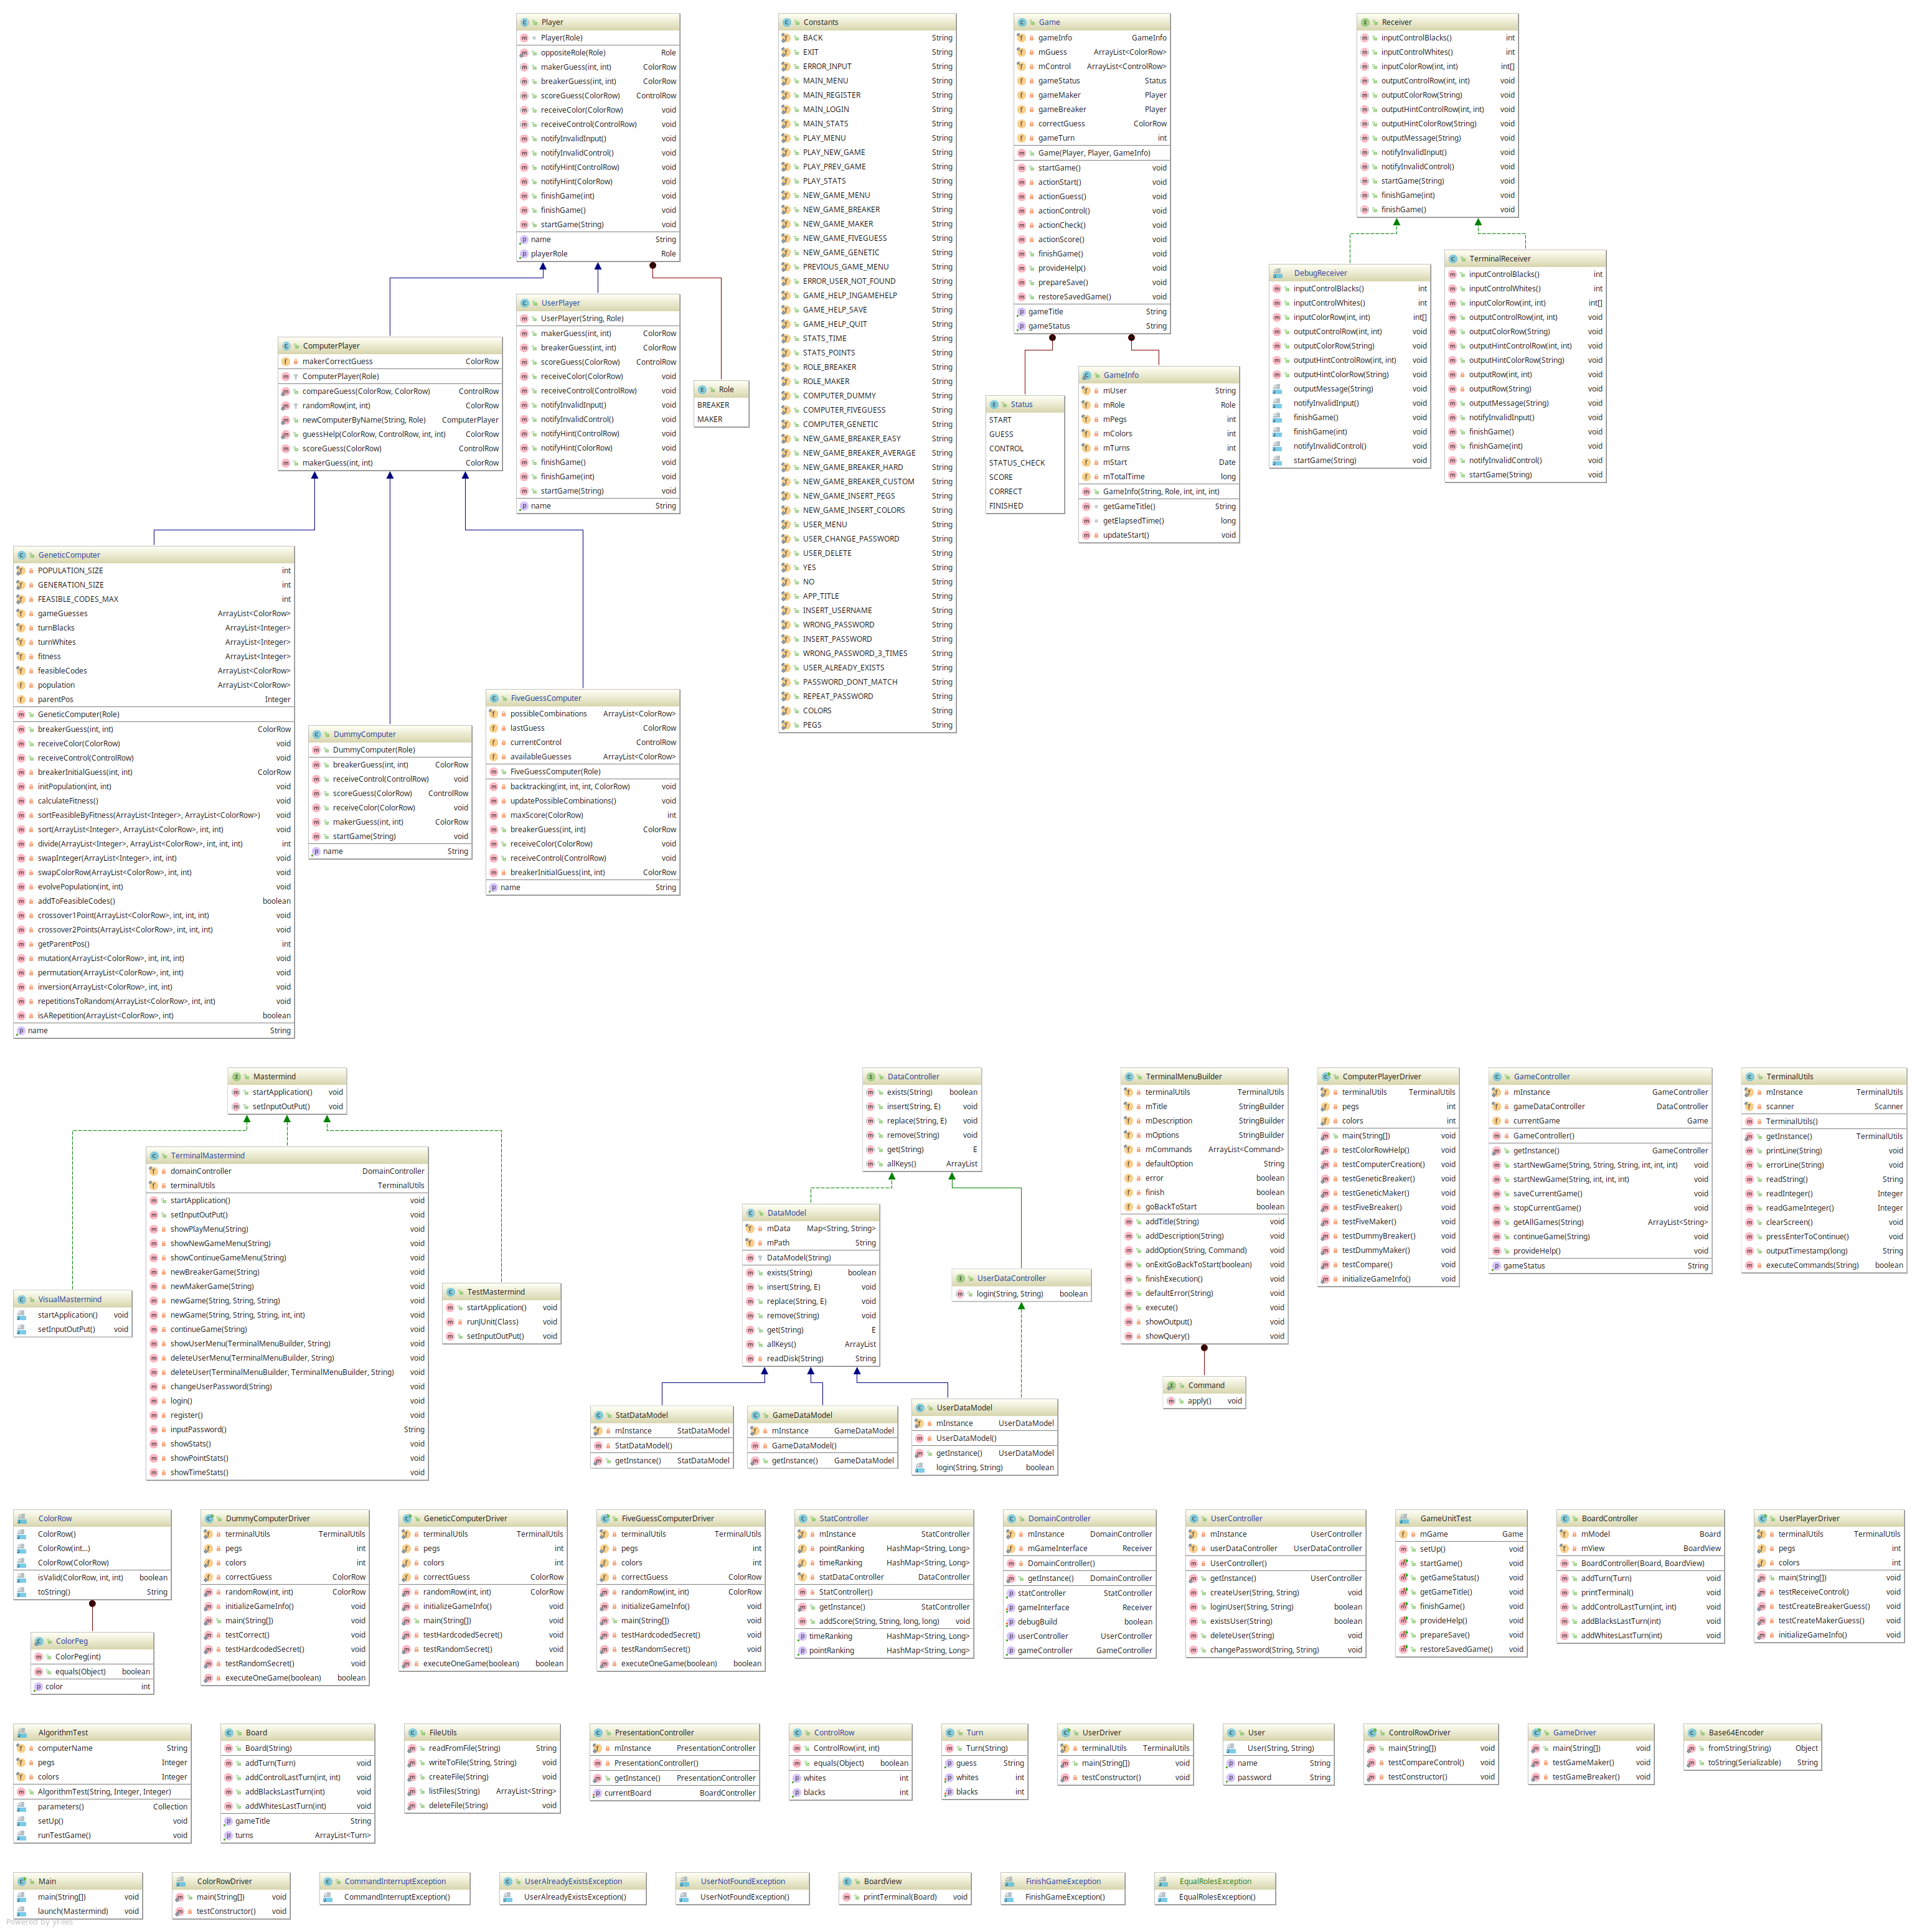 Player
Player(Role)
oppositeRole(Role) Role
makerGuess(int, int) ColorRow
breakerGuess(int, int) ColorRow
scoreGuess(ColorRow) ControlRow
receiveColor(ColorRow) void
receiveControl(ControlRow) void
notifyInvalidInput() void
notifyInvalidControl() void
notifyHint(ControlRow) void
notifyHint(ColorRow) void
finishGame(int) void
finishGame() void
startGame(String) void
name String
playerRole Role
Constants
BACK String
EXIT String
ERROR_INPUT String
MAIN_MENU String
MAIN_REGISTER String
MAIN_LOGIN String
MAIN_STATS String
PLAY_MENU String
PLAY_NEW_GAME String
PLAY_PREV_GAME String
PLAY_STATS String
NEW_GAME_MENU String
NEW_GAME_BREAKER String
NEW_GAME_MAKER String
NEW_GAME_FIVEGUESS String
NEW_GAME_GENETIC String
PREVIOUS_GAME_MENU String
ERROR_USER_NOT_FOUND String
GAME_HELP_INGAMEHELP String
GAME_HELP_SAVE String
GAME_HELP_QUIT String
STATS_TIME String
STATS_POINTS String
ROLE_BREAKER String
ROLE_MAKER String
COMPUTER_DUMMY String
COMPUTER_FIVEGUESS String
COMPUTER_GENETIC String
NEW_GAME_BREAKER_EASY String
NEW_GAME_BREAKER_AVERAGE String
NEW_GAME_BREAKER_HARD String
NEW_GAME_BREAKER_CUSTOM String
NEW_GAME_INSERT_PEGS String
NEW_GAME_INSERT_COLORS String
USER_MENU String
USER_CHANGE_PASSWORD String
USER_DELETE String
YES String
NO String
APP_TITLE String
INSERT_USERNAME String
WRONG_PASSWORD String
INSERT_PASSWORD String
WRONG_PASSWORD_3_TIMES String
USER_ALREADY_EXISTS String
PASSWORD_DONT_MATCH String
REPEAT_PASSWORD String
COLORS String
PEGS String
Game
gameInfo GameInfo
mGuess ArrayList<ColorRow>
mControl ArrayList<ControlRow>
gameStatus Status
gameMaker Player
gameBreaker Player
correctGuess ColorRow
gameTurn int
Game(Player, Player, GameInfo)
startGame() void
actionStart() void
actionGuess() void
actionControl() void
actionCheck() void
actionScore() void
finishGame() void
provideHelp() void
prepareSave() void
restoreSavedGame() void
gameTitle String
gameStatus String
Receiver
inputControlBlacks() int
inputControlWhites() int
inputColorRow(int, int) int[]
outputControlRow(int, int) void
outputColorRow(String) void
outputHintControlRow(int, int) void
outputHintColorRow(String) void
outputMessage(String) void
notifyInvalidInput() void
notifyInvalidControl() void
startGame(String) void
finishGame(int) void
finishGame() void
DebugReceiver
inputControlBlacks() int
inputControlWhites() int
inputColorRow(int, int) int[]
outputControlRow(int, int) void
outputColorRow(String) void
outputHintControlRow(int, int) void
outputHintColorRow(String) void
outputMessage(String) void
notifyInvalidInput() void
finishGame() void
finishGame(int) void
notifyInvalidControl() void
startGame(String) void
TerminalReceiver
inputControlBlacks() int
inputControlWhites() int
inputColorRow(int, int) int[]
outputControlRow(int, int) void
outputColorRow(String) void
outputHintControlRow(int, int) void
outputHintColorRow(String) void
outputRow(int, int) void
outputRow(String) void
outputMessage(String) void
notifyInvalidInput() void
finishGame() void
finishGame(int) void
notifyInvalidControl() void
startGame(String) void
UserPlayer
UserPlayer(String, Role)
makerGuess(int, int) ColorRow
breakerGuess(int, int) ColorRow
scoreGuess(ColorRow) ControlRow
receiveColor(ColorRow) void
receiveControl(ControlRow) void
notifyInvalidInput() void
notifyInvalidControl() void
notifyHint(ControlRow) void
notifyHint(ColorRow) void
finishGame() void
finishGame(int) void
startGame(String) void
name String
ComputerPlayer
makerCorrectGuess ColorRow
ComputerPlayer(Role)
compareGuess(ColorRow, ColorRow) ControlRow
randomRow(int, int) ColorRow
newComputerByName(String, Role) ComputerPlayer
guessHelp(ColorRow, ControlRow, int, int) ColorRow
scoreGuess(ColorRow) ControlRow
makerGuess(int, int) ColorRow
Role
BREAKER
MAKER
Status
START
GUESS
CONTROL
STATUS_CHECK
SCORE
CORRECT
FINISHED
GameInfo
mUser String
mRole Role
mPegs int
mColors int
mTurns int
mStart Date
mTotalTime long
GameInfo(String, Role, int, int, int)
getGameTitle() String
getElapsedTime() long
updateStart() void
GeneticComputer
POPULATION_SIZE int
GENERATION_SIZE int
FEASIBLE_CODES_MAX int
gameGuesses ArrayList<ColorRow>
turnBlacks ArrayList<Integer>
turnWhites ArrayList<Integer>
fitness ArrayList<Integer>
feasibleCodes ArrayList<ColorRow>
population ArrayList<ColorRow>
parentPos Integer
GeneticComputer(Role)
breakerGuess(int, int) ColorRow
receiveColor(ColorRow) void
receiveControl(ControlRow) void
breakerInitialGuess(int, int) ColorRow
initPopulation(int, int) void
calculateFitness() void
sortFeasibleByFitness(ArrayList<Integer>, ArrayList<ColorRow>) void
sort(ArrayList<Integer>, ArrayList<ColorRow>, int, int) void
divide(ArrayList<Integer>, ArrayList<ColorRow>, int, int, int) int
swapInteger(ArrayList<Integer>, int, int) void
swapColorRow(ArrayList<ColorRow>, int, int) void
evolvePopulation(int, int) void
addToFeasibleCodes() boolean
crossover1Point(ArrayList<ColorRow>, int, int, int) void
crossover2Points(ArrayList<ColorRow>, int, int, int) void
getParentPos() int
mutation(ArrayList<ColorRow>, int, int, int) void
permutation(ArrayList<ColorRow>, int, int) void
inversion(ArrayList<ColorRow>, int, int) void
repetitionsToRandom(ArrayList<ColorRow>, int, int) void
isARepetition(ArrayList<ColorRow>, int) boolean
name String
DummyComputer
DummyComputer(Role)
breakerGuess(int, int) ColorRow
receiveControl(ControlRow) void
scoreGuess(ColorRow) ControlRow
receiveColor(ColorRow) void
makerGuess(int, int) ColorRow
startGame(String) void
name String
FiveGuessComputer
possibleCombinations ArrayList<ColorRow>
lastGuess ColorRow
currentControl ControlRow
availableGuesses ArrayList<ColorRow>
FiveGuessComputer(Role)
backtracking(int, int, int, ColorRow) void
updatePossibleCombinations() void
maxScore(ColorRow) int
breakerGuess(int, int) ColorRow
receiveColor(ColorRow) void
receiveControl(ControlRow) void
breakerInitialGuess(int, int) ColorRow
name String
Mastermind
startApplication() void
setInputOutPut() void
VisualMastermind
startApplication() void
setInputOutPut() void
TerminalMastermind
domainController DomainController
terminalUtils TerminalUtils
startApplication() void
setInputOutPut() void
showPlayMenu(String) void
showNewGameMenu(String) void
showContinueGameMenu(String) void
newBreakerGame(String) void
newMakerGame(String) void
newGame(String, String, String) void
newGame(String, String, String, int, int) void
continueGame(String) void
showUserMenu(TerminalMenuBuilder, String) void
deleteUserMenu(TerminalMenuBuilder, String) void
deleteUser(TerminalMenuBuilder, TerminalMenuBuilder, String) void
changeUserPassword(String) void
login() void
register() void
inputPassword() String
showStats() void
showPointStats() void
showTimeStats() void
TestMastermind
startApplication() void
runJUnit(Class) void
setInputOutPut() void
DataController
exists(String) boolean
insert(String, E) void
replace(String, E) void
remove(String) void
get(String) E
allKeys() ArrayList
DataModel
mData Map<String, String>
mPath String
DataModel(String)
exists(String) boolean
insert(String, E) void
replace(String, E) void
remove(String) void
get(String) E
allKeys() ArrayList
readDisk(String) String
UserDataController
login(String, String) boolean
StatDataModel
mInstance StatDataModel
StatDataModel()
getInstance() StatDataModel
GameDataModel
mInstance GameDataModel
GameDataModel()
getInstance() GameDataModel
UserDataModel
mInstance UserDataModel
UserDataModel()
getInstance() UserDataModel
login(String, String) boolean
TerminalMenuBuilder
terminalUtils TerminalUtils
mTitle StringBuilder
mDescription StringBuilder
mOptions StringBuilder
mCommands ArrayList<Command>
defaultOption String
error boolean
finish boolean
goBackToStart boolean
addTitle(String) void
addDescription(String) void
addOption(String, Command) void
onExitGoBackToStart(boolean) void
finishExecution() void
defaultError(String) void
execute() void
showOutput() void
showQuery() void
Command
apply() void
ComputerPlayerDriver
terminalUtils TerminalUtils
pegs int
colors int
main(String[]) void
testColorRowHelp() void
testComputerCreation() void
testGeneticBreaker() void
testGeneticMaker() void
testFiveBreaker() void
testFiveMaker() void
testDummyBreaker() void
testDummyMaker() void
testCompare() void
initializeGameInfo() void
GameController
mInstance GameController
gameDataController DataController
currentGame Game
GameController()
getInstance() GameController
startNewGame(String, String, String, int, int, int) void
startNewGame(String, int, int, int) void
saveCurrentGame() void
stopCurrentGame() void
getAllGames(String) ArrayList<String>
continueGame(String) void
provideHelp() void
gameStatus String
TerminalUtils
mInstance TerminalUtils
scanner Scanner
TerminalUtils()
getInstance() TerminalUtils
printLine(String) void
errorLine(String) void
readString() String
readInteger() Integer
readGameInteger() Integer
clearScreen() void
pressEnterToContinue() void
outputTimestamp(long) String
executeCommands(String) boolean
ColorRow
ColorRow()
ColorRow(int...)
ColorRow(ColorRow)
isValid(ColorRow, int, int) boolean
toString() String
ColorPeg
ColorPeg(int)
equals(Object) boolean
color int
DummyComputerDriver
terminalUtils TerminalUtils
pegs int
colors int
correctGuess ColorRow
randomRow(int, int) ColorRow
initializeGameInfo() void
main(String[]) void
testCorrect() void
testHardcodedSecret() void
testRandomSecret() void
executeOneGame(boolean) boolean
GeneticComputerDriver
terminalUtils TerminalUtils
pegs int
colors int
correctGuess ColorRow
randomRow(int, int) ColorRow
initializeGameInfo() void
main(String[]) void
testHardcodedSecret() void
testRandomSecret() void
executeOneGame(boolean) boolean
FiveGuessComputerDriver
terminalUtils TerminalUtils
pegs int
colors int
correctGuess ColorRow
randomRow(int, int) ColorRow
initializeGameInfo() void
main(String[]) void
testHardcodedSecret() void
testRandomSecret() void
executeOneGame(boolean) boolean
StatController
mInstance StatController
pointRanking HashMap<String, Long>
timeRanking HashMap<String, Long>
statDataController DataController
StatController()
getInstance() StatController
addScore(String, String, long, long) void
timeRanking HashMap<String, Long>
pointRanking HashMap<String, Long>
DomainController
mInstance DomainController
mGameInterface Receiver
DomainController()
getInstance() DomainController
statController StatController
gameInterface Receiver
debugBuild boolean
userController UserController
gameController GameController
UserController
mInstance UserController
userDataController UserDataController
UserController()
getInstance() UserController
createUser(String, String) void
loginUser(String, String) boolean
existsUser(String) boolean
deleteUser(String) void
changePassword(String, String) void
GameUnitTest
mGame Game
setUp() void
startGame() void
getGameStatus() void
getGameTitle() void
finishGame() void
provideHelp() void
prepareSave() void
restoreSavedGame() void
BoardController
mModel Board
mView BoardView
BoardController(Board, BoardView)
addTurn(Turn) void
printTerminal() void
addControlLastTurn(int, int) void
addBlacksLastTurn(int) void
addWhitesLastTurn(int) void
UserPlayerDriver
terminalUtils TerminalUtils
pegs int
colors int
main(String[]) void
testReceiveControl() void
testCreateBreakerGuess() void
testCreateMakerGuess() void
initializeGameInfo() void
AlgorithmTest
computerName String
pegs Integer
colors Integer
AlgorithmTest(String, Integer, Integer)
parameters() Collection
setUp() void
runTestGame() void
Board
Board(String)
addTurn(Turn) void
addControlLastTurn(int, int) void
addBlacksLastTurn(int) void
addWhitesLastTurn(int) void
gameTitle String
turns ArrayList<Turn>
FileUtils
readFromFile(String) String
writeToFile(String, String) void
createFile(String) void
listFiles(String) ArrayList<String>
deleteFile(String) void
PresentationController
mInstance PresentationController
PresentationController()
getInstance() PresentationController
currentBoard BoardController
ControlRow
ControlRow(int, int)
equals(Object) boolean
whites int
blacks int
Turn
Turn(String)
guess String
whites int
blacks int
UserDriver
terminalUtils TerminalUtils
main(String[]) void
testConstructor() void
User
User(String, String)
name String
password String
ControlRowDriver
main(String[]) void
testCompareControl() void
testConstructor() void
GameDriver
main(String[]) void
testGameMaker() void
testGameBreaker() void
Base64Encoder
fromString(String) Object
toString(Serializable) String
Main
main(String[]) void
launch(Mastermind) void
ColorRowDriver
main(String[]) void
testConstructor() void
CommandInterruptException
CommandInterruptException()
UserAlreadyExistsException
UserAlreadyExistsException()
UserNotFoundException
UserNotFoundException()
BoardView
printTerminal(Board) void
FinishGameException
FinishGameException()
EqualRolesException
EqualRolesException()
Powered by yFiles